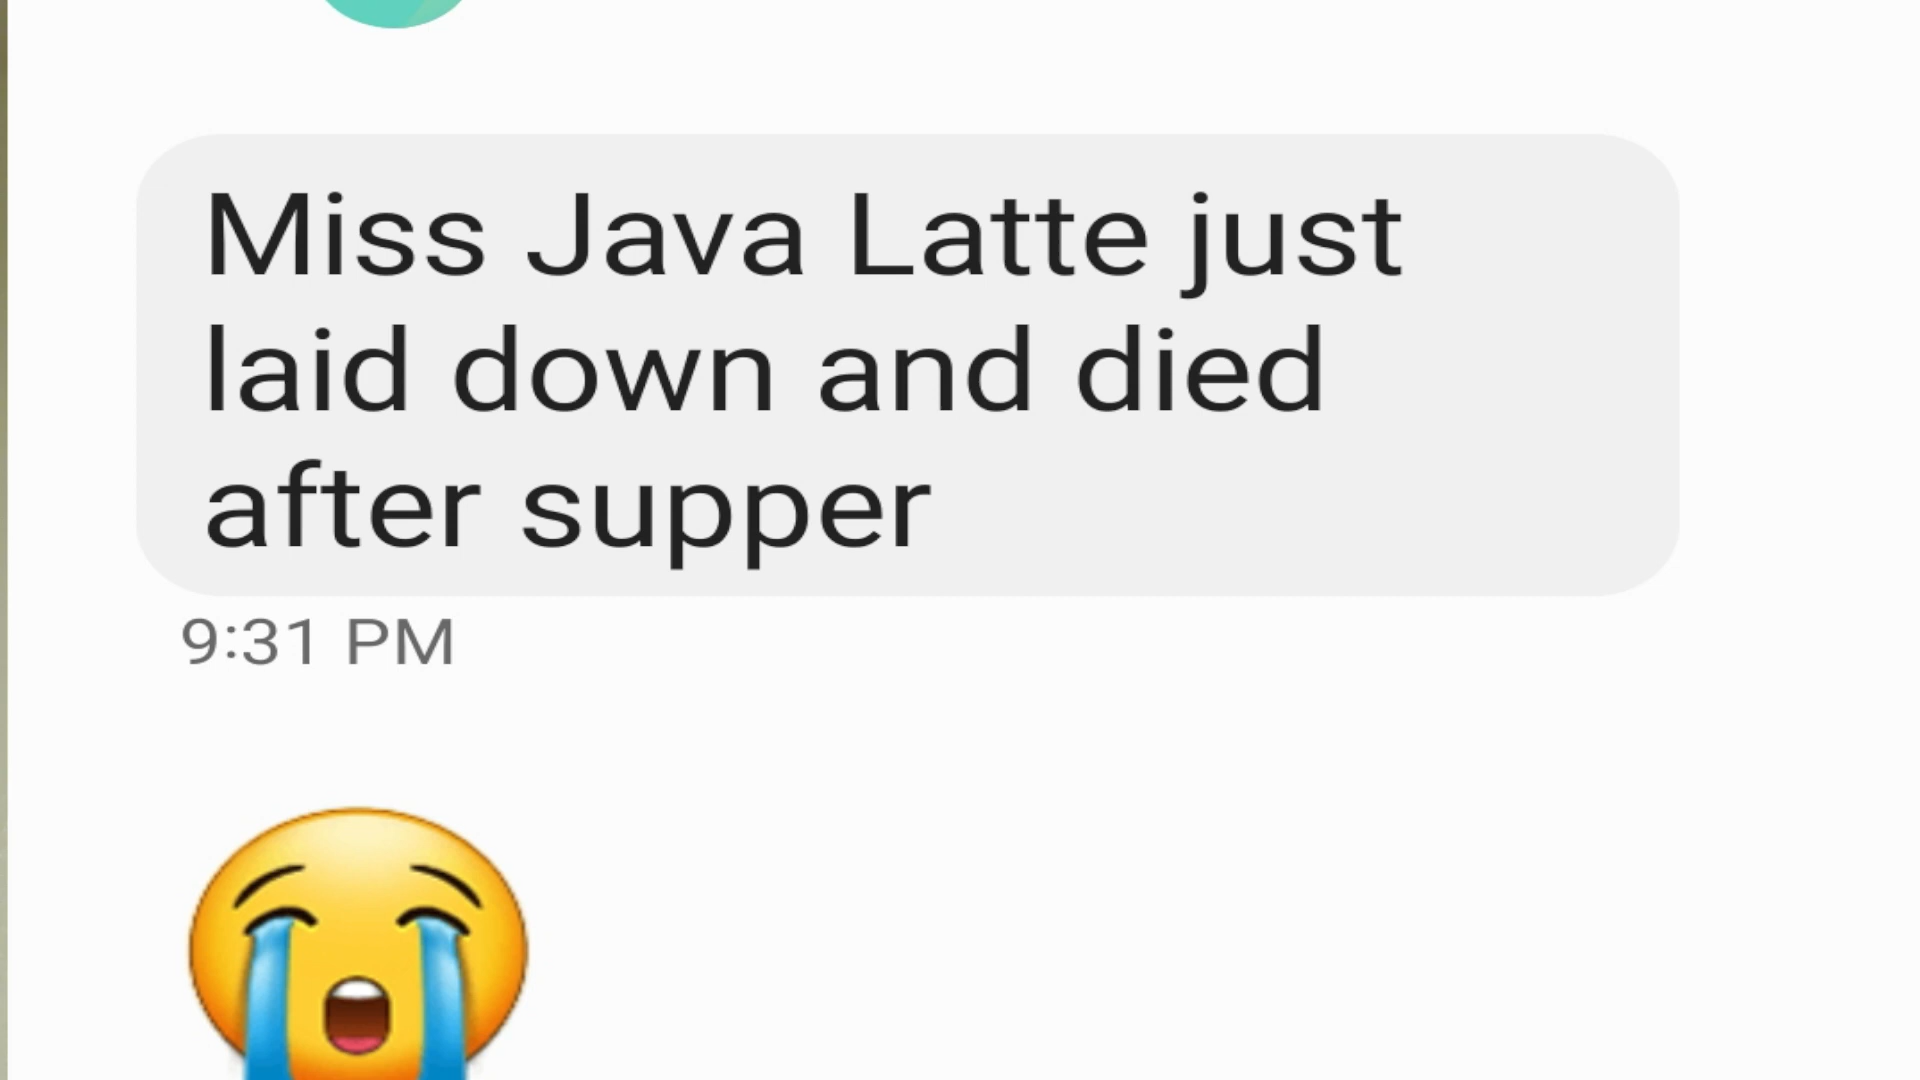 Miss Java Latte just
laid down and died
after supper
9:31 PM